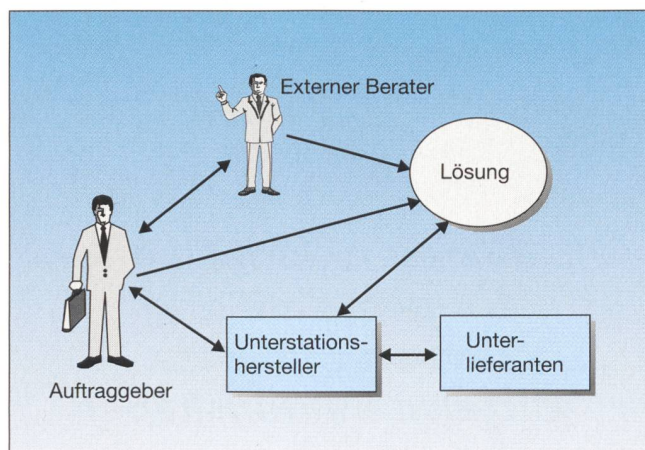 Externer Berater
Lösung
Unterstations-
hersteller
Unter-
lieferanten
Auftraggeber